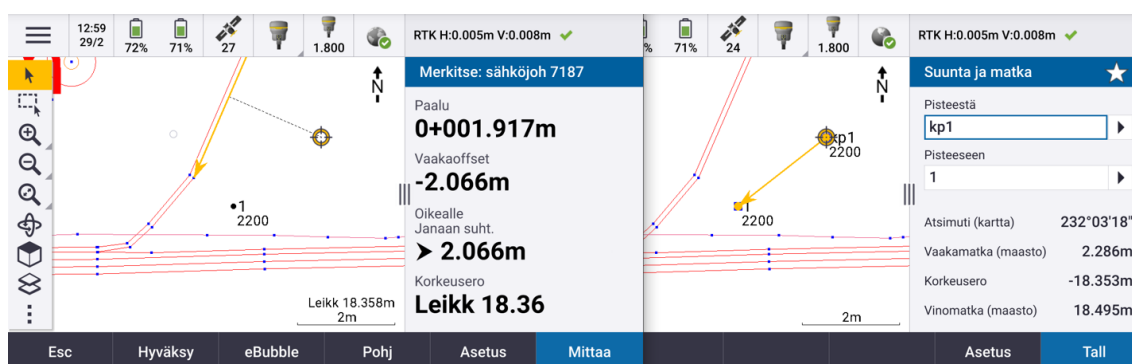 12:59
29/2
72%
71%
27
1.800
RTK H:0.005m V:0.008m
N
1
2200
Leikk 18.358m
2m
Merkitse: sähköjoh 7187
Paalu
0+001.917m
Vaakaoffset
-2.066m
Oikealle
Janaan suht.
2.066m
Korkeusero
Leikk 18.36
Esc
Hyväksy
eBubble
Pohj
Asetus
Mittaa
%
71%
24
1.800
RTK H:0.005m V:0.008m
N
kp1
2200
1
2200
2m
Suunta ja matka
Pisteestä
kp1
Pisteeseen
1
Atsimuti (kartta) 232°03'18"
Vaakamatka (maasto) 2.286m
Korkeusero -18.353m
Vinomatka (maasto) 18.495m
Asetus
Tall